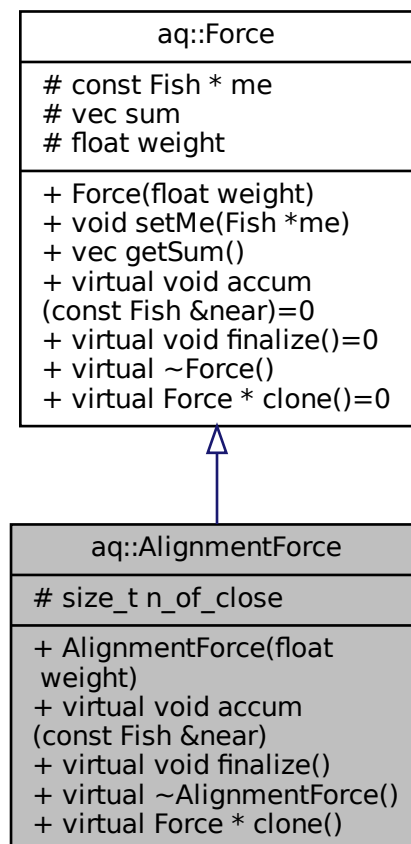 aq::Force
# const Fish * me
# vec sum
# float weight
+ Force(float weight)
+ void setMe(Fish *me)
+ vec getSum()
+ virtual void accum
(const Fish &near)=0
+ virtual void finalize()=0
+ virtual ~Force()
+ virtual Force * clone()=0
aq::AlignmentForce
# size_t n_of_close
+ AlignmentForce(float
weight)
+ virtual void accum
(const Fish &near)
+ virtual void finalize()
+ virtual ~AlignmentForce()
+ virtual Force * clone()